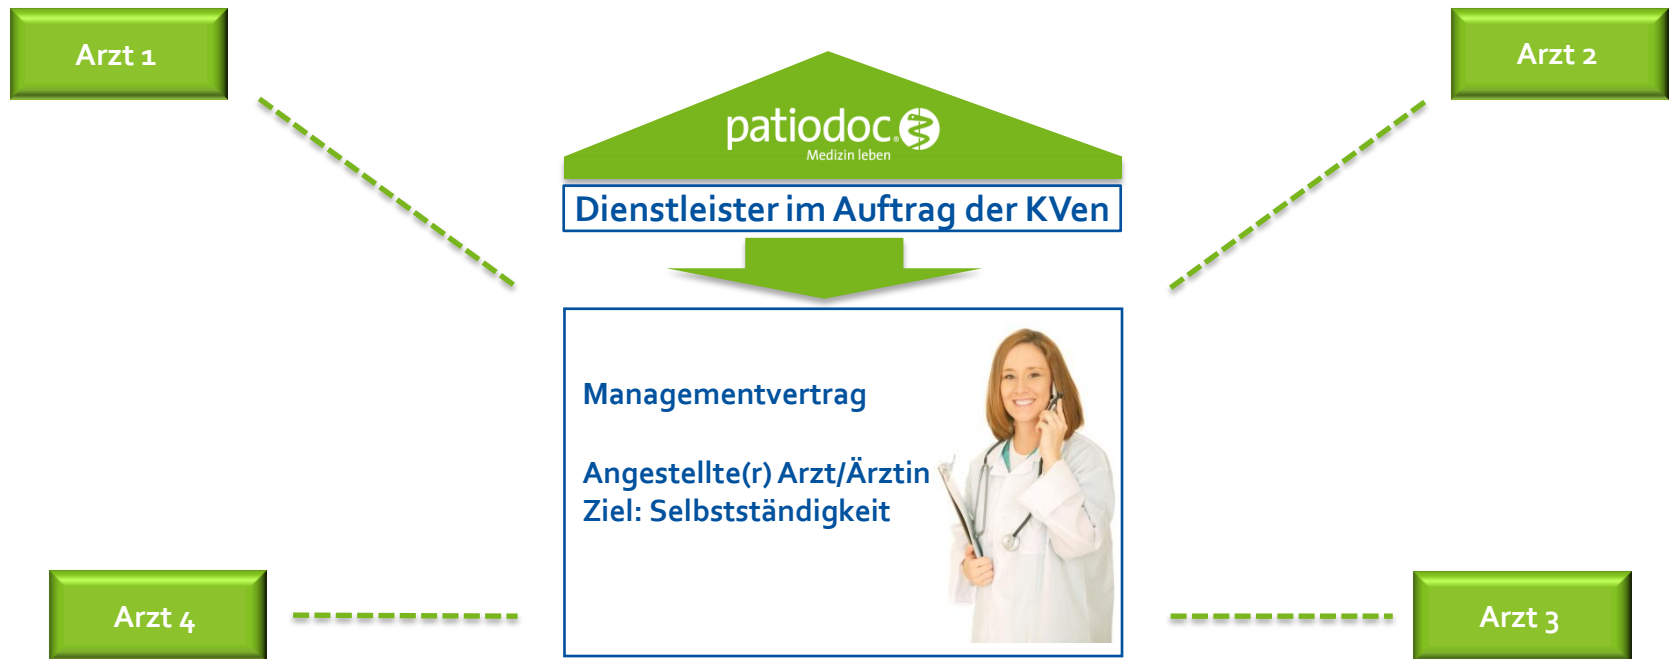 Arzt 1
Arzt 2
patiodoc®
Medizin leben
Dienstleister im Auftrag der KVen
Managementvertrag
Angestellte(r) Arzt/Ärztin
Ziel: Selbstständigkeit
Arzt 4
Arzt 3